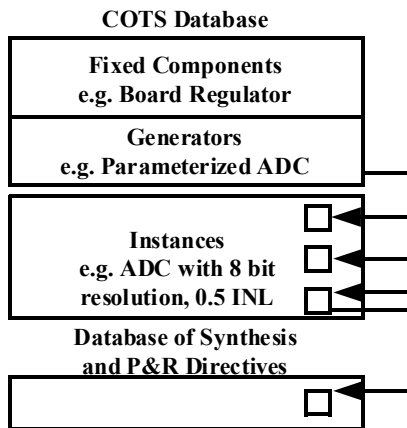 COTS Database
Fixed Components
e.g. Board Regulator
Generators
e.g. Parameterized ADC
Instances
e.g. ADC with 8 bit
resolution, 0.5 INL
Database of Synthesis
and P&R Directives